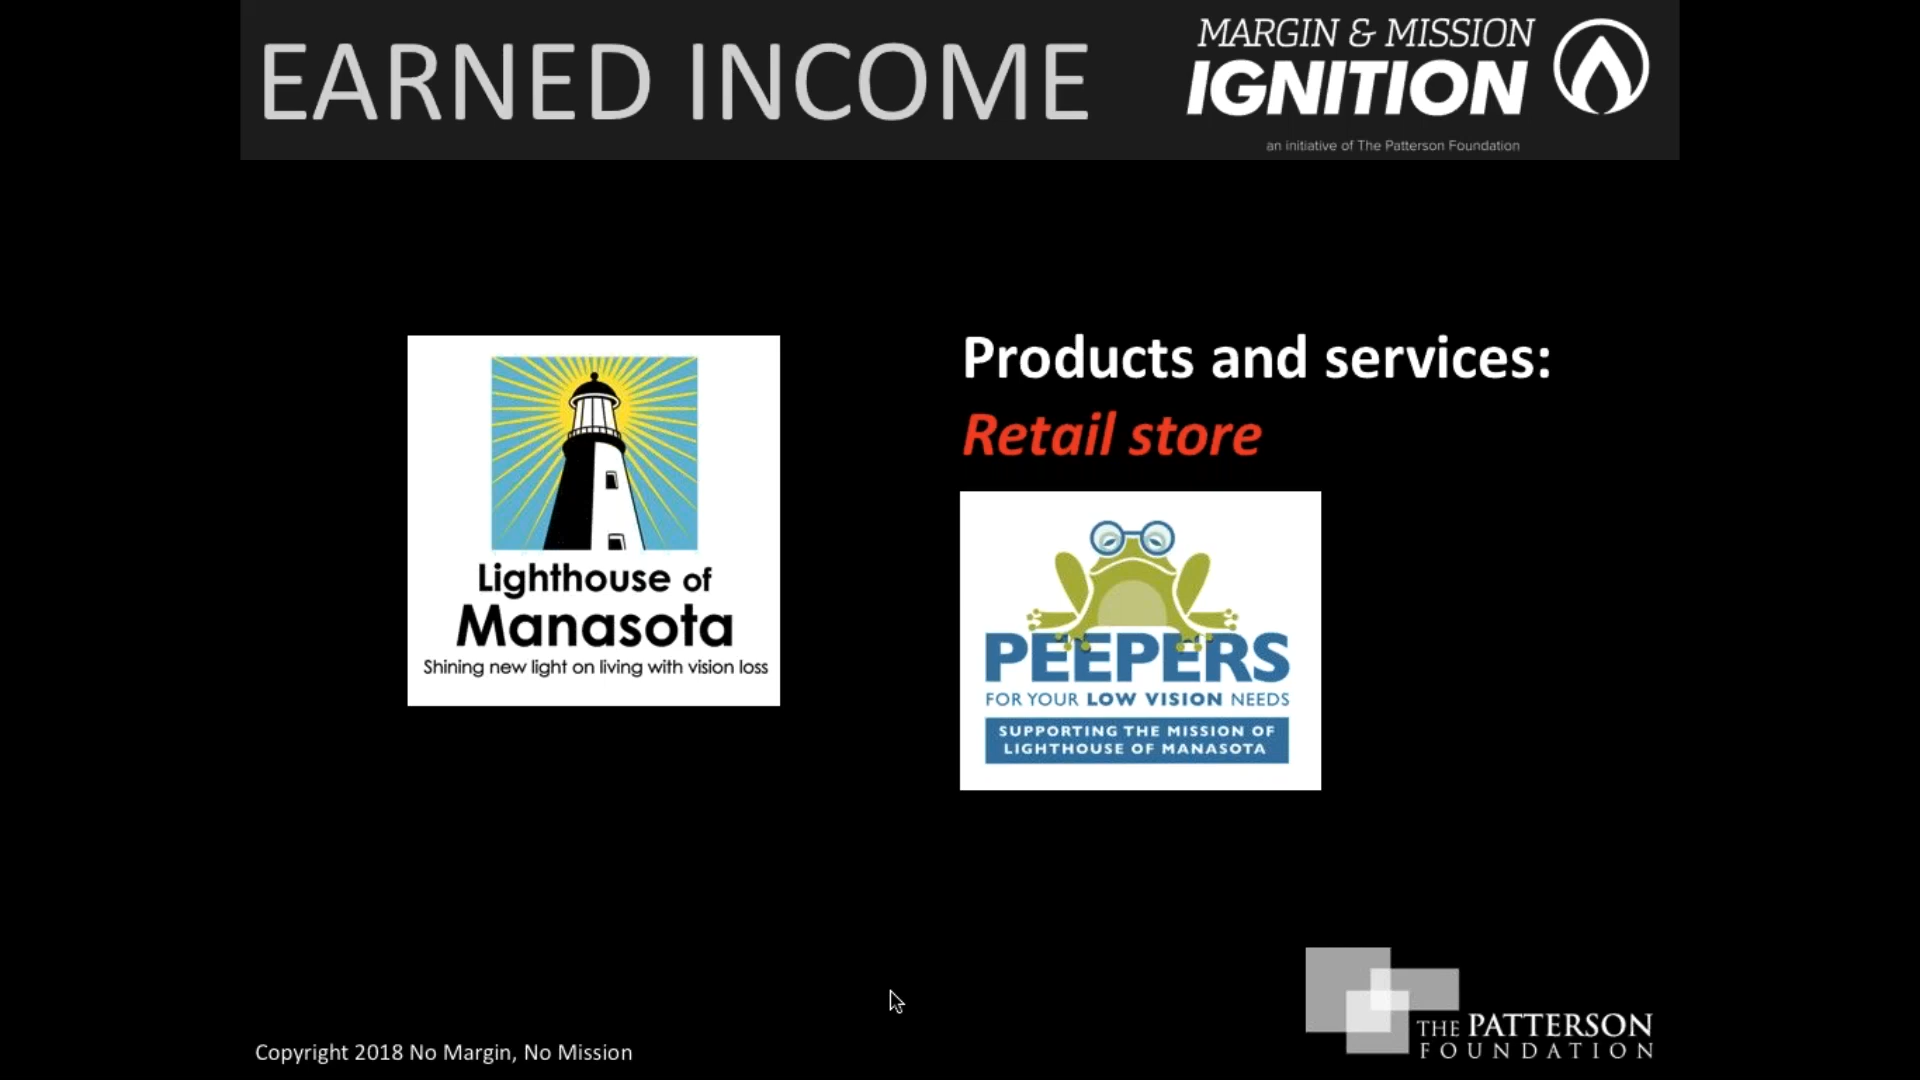 EARNED INCOME
MARGIN & MISSION
IGNITION
an initiative of The Patterson Foundation
Lighthouse of
Manasota
Shining new light on living with vision loss
Products and services:
Retail store
PEEPERS
FOR YOUR LOW VISION NEEDS
SUPPORTING THE MISSION OF
LIGHTHOUSE OF MANASOTA
Copyright 2018 No Margin, No Mission
THE PATTERSON
FOUNDATION